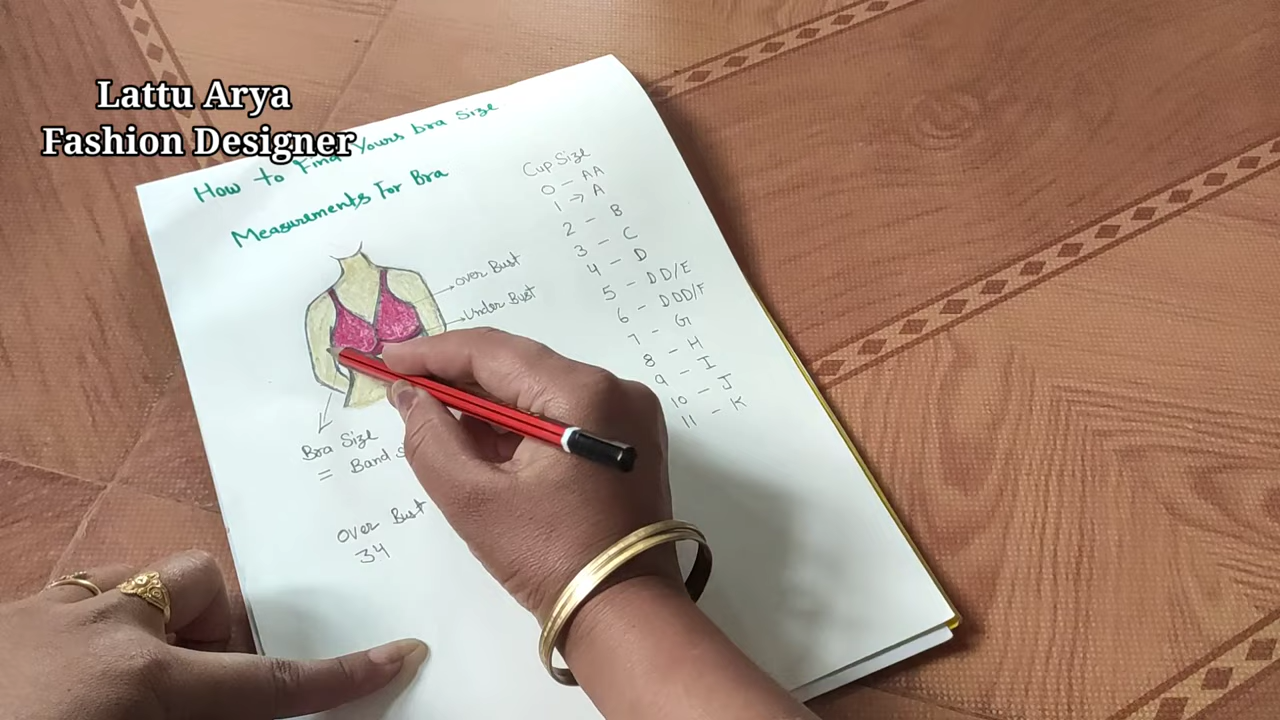 Lattu Arya
Fashion Designer
How to Find Yours bra Size
Measurements For Bra
over Bust
Under Bust
Bra Size
= Band
Over Bust
34
Cup Size
0 - AA
1 → A
2 - B
3 - C
4 - D
5 - DD/E
6 - DDD/F
7 - G
8 - H
9 - I
10 - J
11 - K